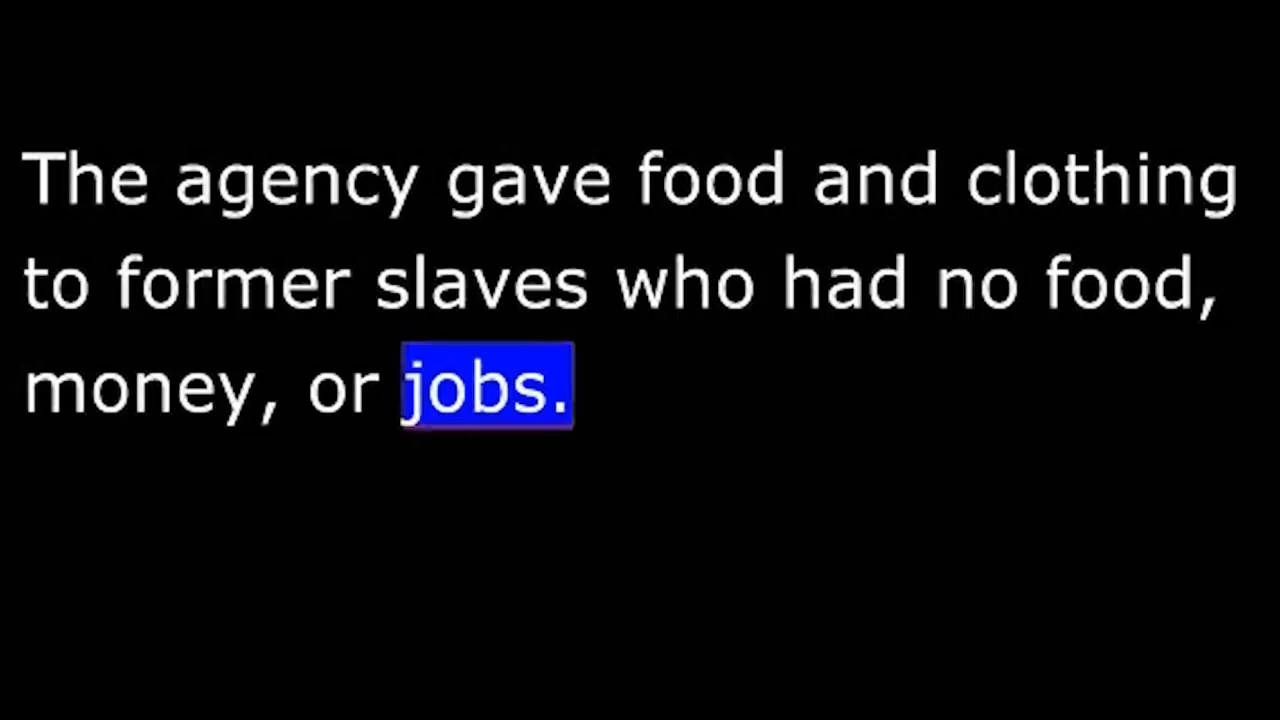 The agency gave food and clothing
to former slaves who had no food,
money, or jobs.